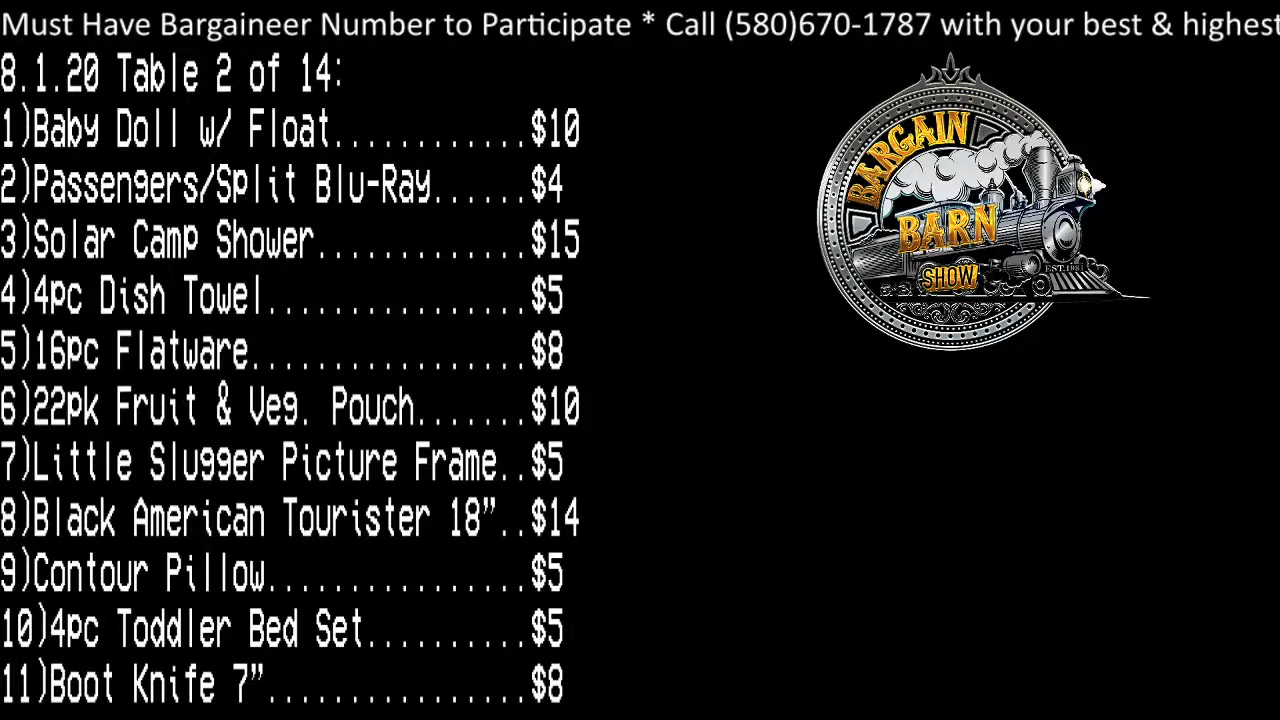 Must Have Bargaineer Number to Participate * Call (580)670-1787 with your best & highest
8.1.20 Table 2 of 14:
1)Baby Doll w/ Float............$10
2)Passengers/Split Blu-Ray......$4
3)Solar Camp Shower.............$15
4)4pc Dish Towel................$5
5)16pc Flatware.................$8
6)22pk Fruit & Veg. Pouch.......$10
7)Little Slugger Picture Frame..$5
8)Black American Tourister 18”..$14
9)Contour Pillow................$5
10)4pc Toddler Bed Set..........$5
11)Boot Knife 7”................$8
BARGAIN
BARN
SHOW